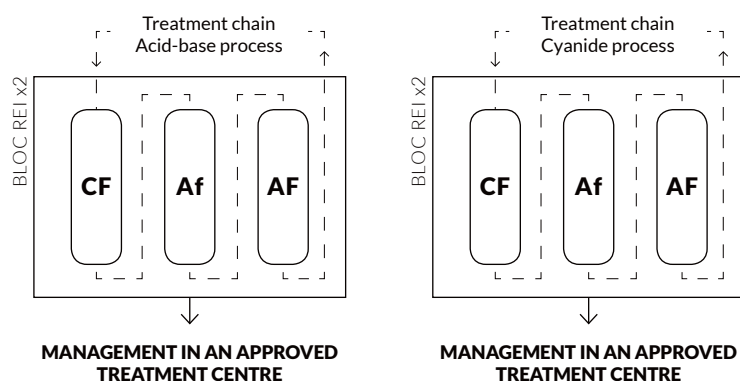 Treatment chain
Acid-base process
BLOC REI x2
CF
Af
AF
MANAGEMENT IN AN APPROVED
TREATMENT CENTRE
Treatment chain
Cyanide process
BLOC REI x2
CF
Af
AF
MANAGEMENT IN AN APPROVED
TREATMENT CENTRE